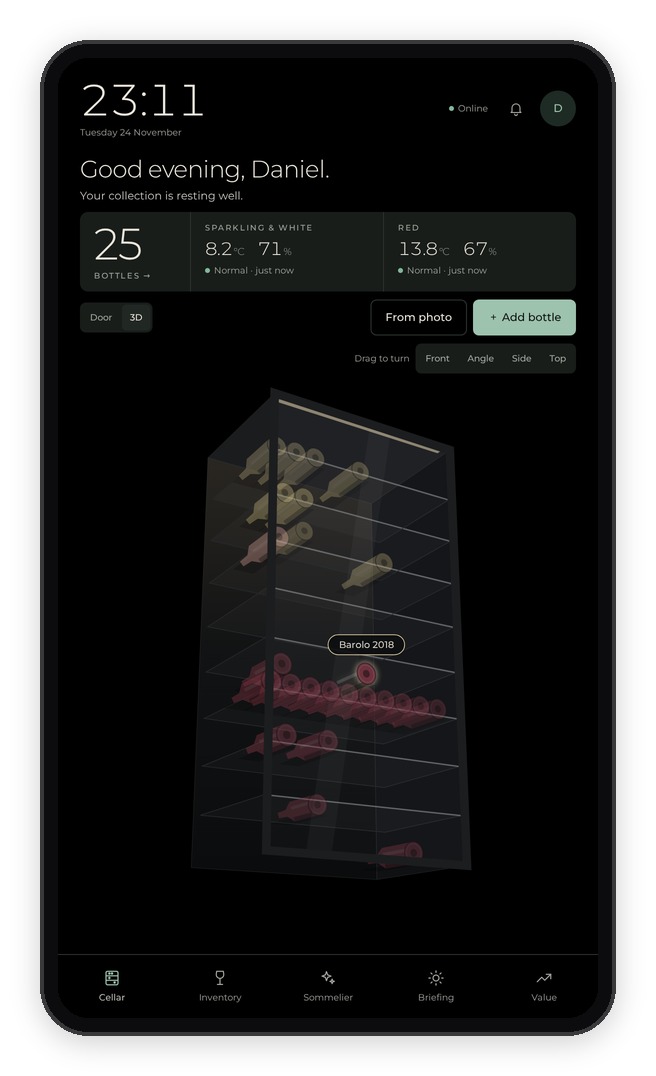 23:11
Tuesday 24 November
Online
D
Good evening, Daniel.
Your collection is resting well.
25
BOTTLES →
SPARKLING & WHITE
8.2°C 71%
Normal · just now
RED
13.8°C 67%
Normal · just now
Door 3D
From photo
+ Add bottle
Drag to turn
Front Angle Side Top
Barolo 2018
Cellar
Inventory
Sommelier
Briefing
Value